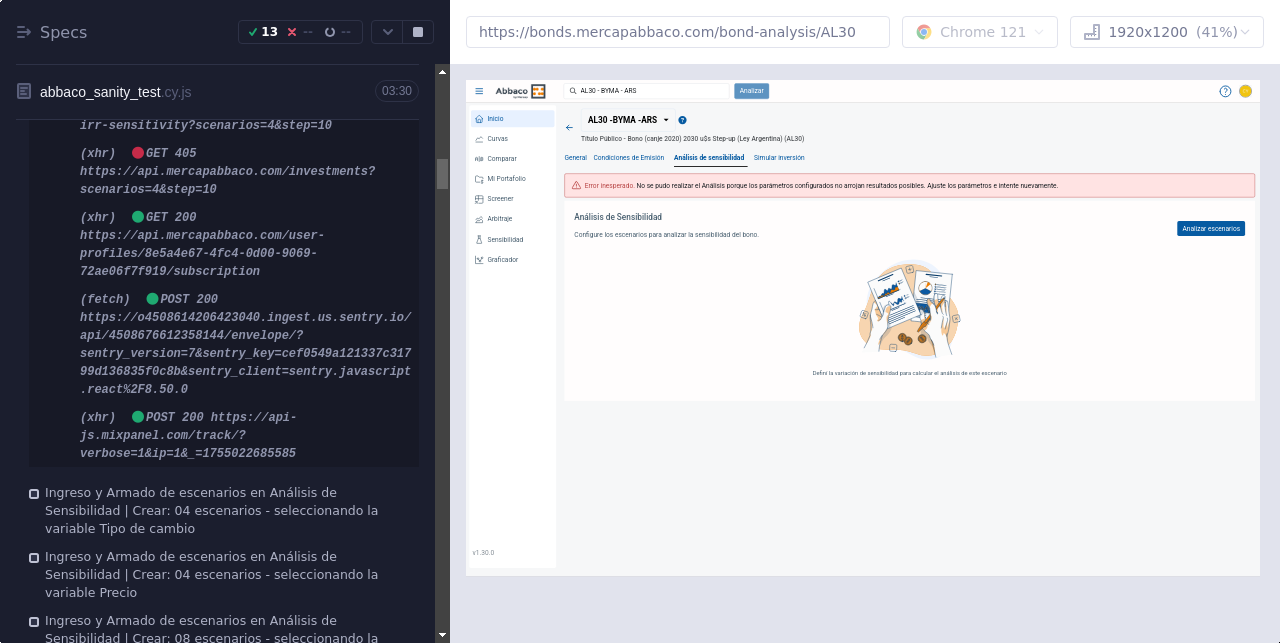 Specs
13
--
--
abbaco_sanity_test.cy.js
03:30
irr-sensitivity?scenarios=4&step=10
(xhr) GET 405
https://api.mercapabbaco.com/investments?
scenarios=4&step=10
(xhr) GET 200
https://api.mercapabbaco.com/user-
profiles/8e5a4e67-4fc4-0d00-9069-
72ae06f7f919/subscription
(fetch) POST 200
https://o4508614206423040.ingest.us.sentry.io/
api/4508676612358144/envelope/?
sentry_version=7&sentry_key=cef0549a121337c317
99d136835f0c8b&sentry_client=sentry.javascript
.react%2F8.50.0
(xhr) POST 200 https://api-
js.mixpanel.com/track/?
verbose=1&ip=1&_=1755022685585
Ingreso y Armado de escenarios en Análisis de
Sensibilidad | Crear: 04 escenarios - seleccionando la
variable Tipo de cambio
Ingreso y Armado de escenarios en Análisis de
Sensibilidad | Crear: 04 escenarios - seleccionando la
variable Precio
Ingreso y Armado de escenarios en Análisis de
Sensibilidad | Crear: 08 escenarios - seleccionando la
https://bonds.mercapabbaco.com/bond-analysis/AL30
Chrome 121
1920x1200 (41%)
Abbaco
AL30 - BYMA - ARS
Analizar
Inicio
Curvas
Comparar
Mi Portafolio
Screener
Arbitraje
Sensibilidad
Graficador
v1.30.0
AL30 -BYMA -ARS
Título Público - Bono (canje 2020) 2030 u$s Step-up (Ley Argentina) (AL30)
General
Condiciones de Emisión
Análisis de sensibilidad
Simular inversión
Error inesperado. No se pudo realizar el Análisis porque los parámetros configurados no arrojan resultados posibles. Ajuste los parámetros e intente nuevamente.
Análisis de Sensibilidad
Configure los escenarios para analizar la sensibilidad del bono.
Analizar escenarios
Definí la variación de sensibilidad para calcular el análisis de este escenario